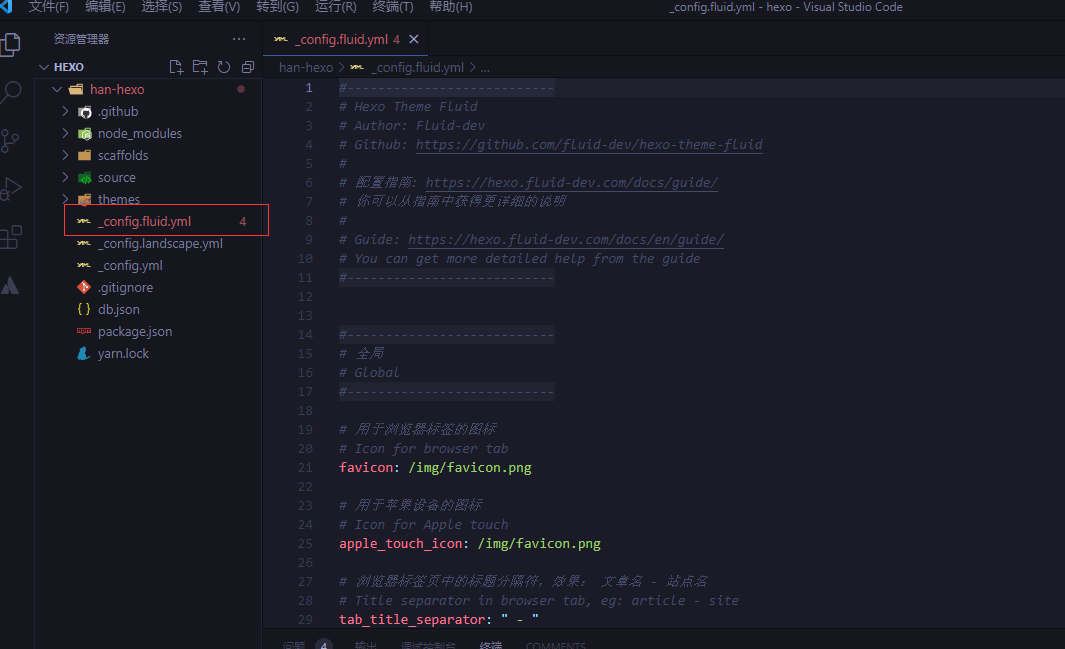 文件(F) 编辑(E) 选择(S) 查看(V) 转到(G) 运行(R) 终端(T) 帮助(H) _config.fluid.yml - hexo - Visual Studio Code
资源管理器 ···
HEXO
han-hexo
.github
node_modules
scaffolds
source
themes
_config.fluid.yml 4
_config.landscape.yml
_config.yml
.gitignore
{ } db.json
package.json
yarn.lock
_config.fluid.yml 4
han-hexo > _config.fluid.yml > ...
1 #---------------------------
2 # Hexo Theme Fluid
3 # Author: Fluid-dev
4 # Github: https://github.com/fluid-dev/hexo-theme-fluid
5 #
6 # 配置指南: https://hexo.fluid-dev.com/docs/guide/
7 # 你可以从指南中获得更详细的说明
8 #
9 # Guide: https://hexo.fluid-dev.com/docs/en/guide/
10 # You can get more detailed help from the guide
11 #---------------------------
12
13
14 #---------------------------
15 # 全局
16 # Global
17 #---------------------------
18
19 # 用于浏览器标签的图标
20 # Icon for browser tab
21 favicon: /img/favicon.png
22
23 # 用于苹果设备的图标
24 # Icon for Apple touch
25 apple_touch_icon: /img/favicon.png
26
27 # 浏览器标签页中的标题分隔符，效果： 文章名 - 站点名
28 # Title separator in browser tab, eg: article - site
29 tab_title_separator: " - "
问题 4 输出 调试控制台 终端 COMMENTS